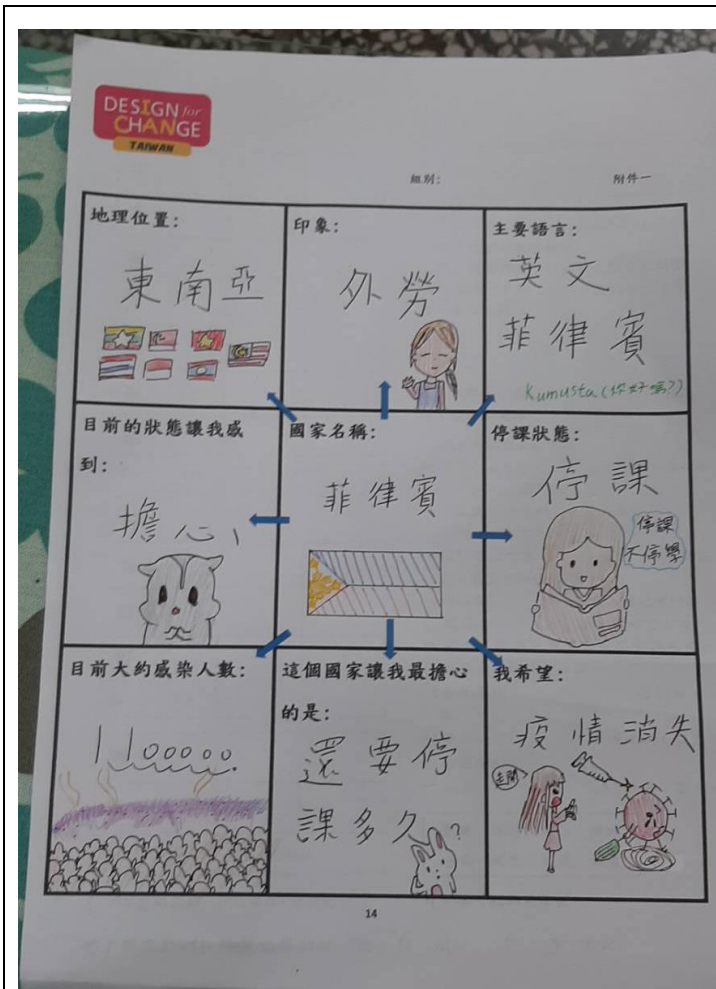 DESIGN for
CHANGE
TAIWAN
組別:
附件一
地理位置:
東南亞
印象:
外勞
主要語言:
英文
菲律賓
Kumusta (你好嗎?)
目前的狀態讓我感
到:
擔心
國家名稱:
菲律賓
停課狀態:
停課
停課
不停學
目前大約感染人數:
1100000
這個國家讓我最擔心
的是:
還要停
課多久?
我希望:
疫情消失
走開
14